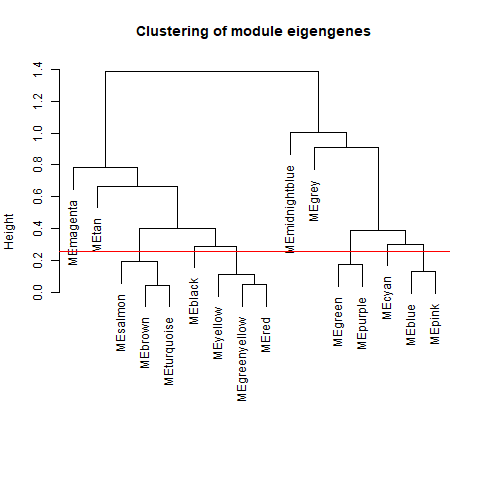 Clustering of module eigengenes
Height
1.4
1.2
1.0
0.8
0.6
0.4
0.2
0.0
MEmagenta
MEtan
MEsalmon
MEbrown
MEturquoise
MEblack
MEyellow
MEgreenyellow
MEred
MEmidnightblue
MEgrey
MEgreen
MEpurple
MEcyan
MEblue
MEpink